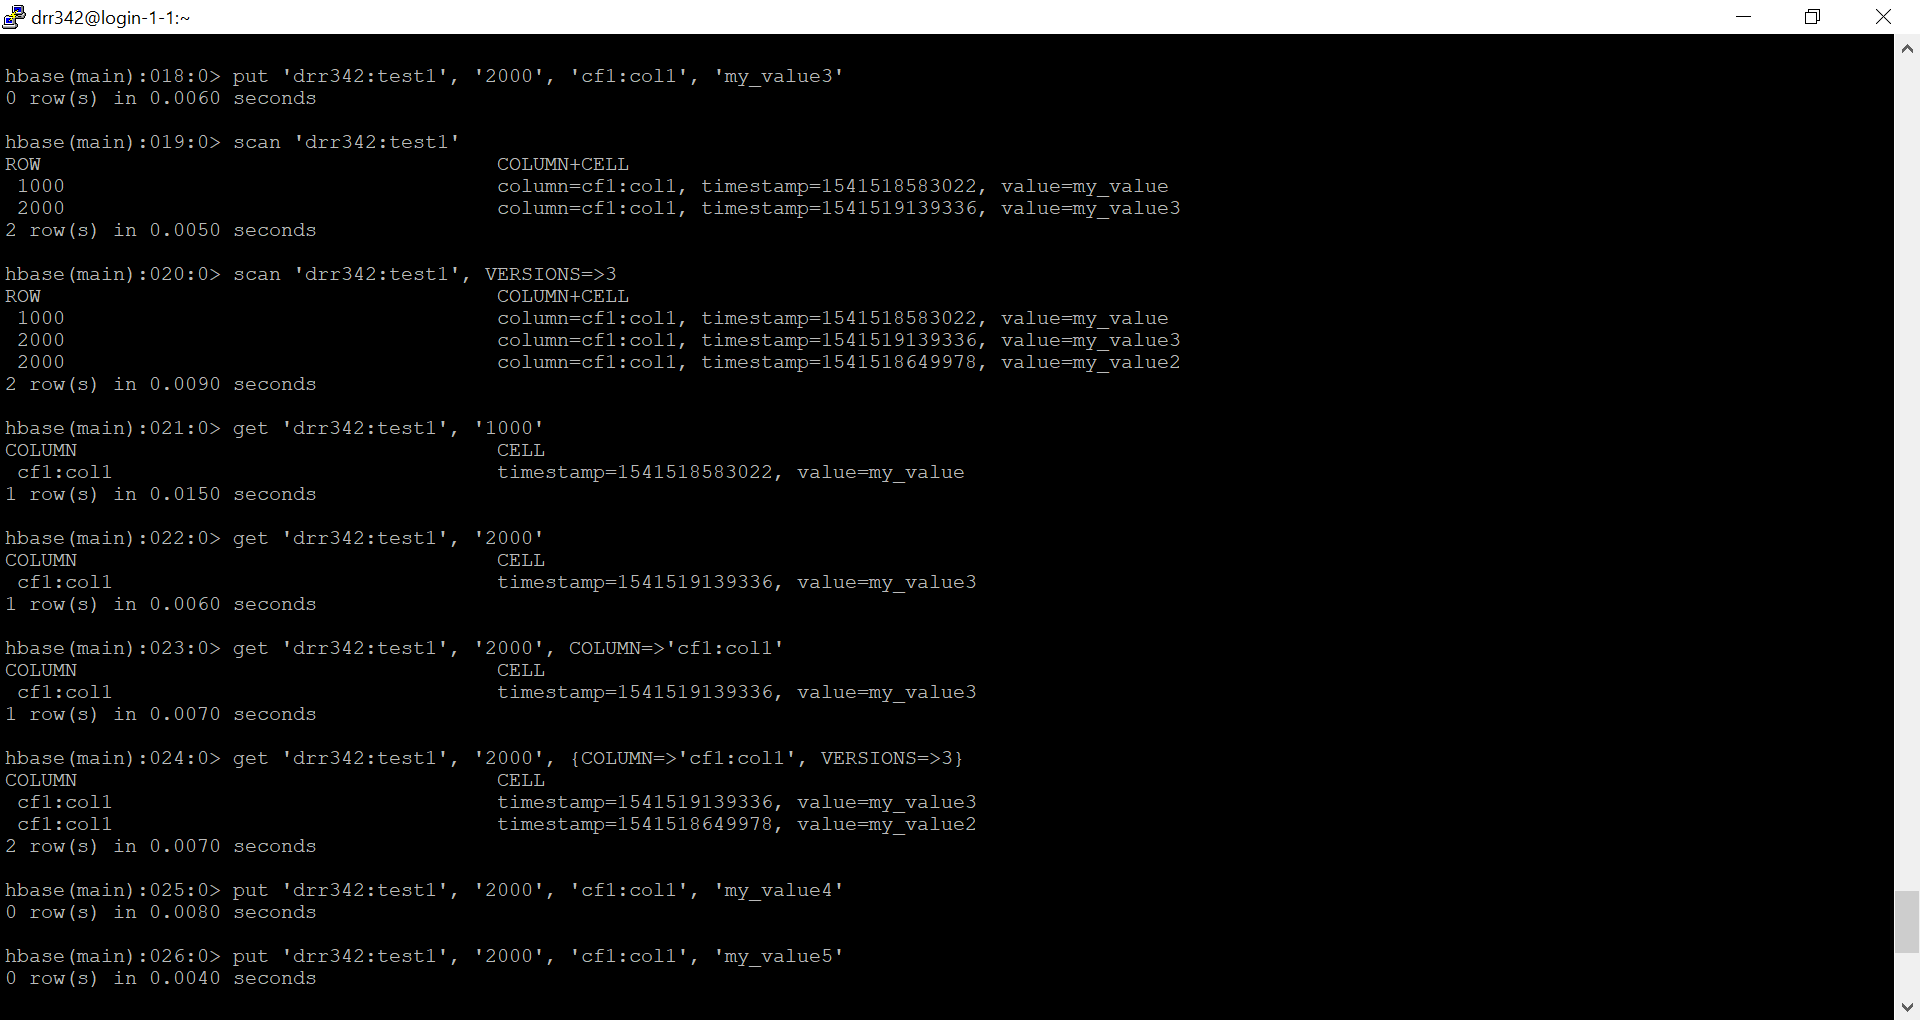 drr342@login-1-1:~
hbase(main):018:0> put 'drr342:test1', '2000', 'cf1:col1', 'my_value3'
0 row(s) in 0.0060 seconds
hbase(main):019:0> scan 'drr342:test1'
ROW COLUMN+CELL
1000 column=cf1:col1, timestamp=1541518583022, value=my_value
2000 column=cf1:col1, timestamp=1541519139336, value=my_value3
2 row(s) in 0.0050 seconds
hbase(main):020:0> scan 'drr342:test1', VERSIONS=>3
ROW COLUMN+CELL
1000 column=cf1:col1, timestamp=1541518583022, value=my_value
2000 column=cf1:col1, timestamp=1541519139336, value=my_value3
2000 column=cf1:col1, timestamp=1541518649978, value=my_value2
2 row(s) in 0.0090 seconds
hbase(main):021:0> get 'drr342:test1', '1000'
COLUMN CELL
cf1:col1 timestamp=1541518583022, value=my_value
1 row(s) in 0.0150 seconds
hbase(main):022:0> get 'drr342:test1', '2000'
COLUMN CELL
cf1:col1 timestamp=1541519139336, value=my_value3
1 row(s) in 0.0060 seconds
hbase(main):023:0> get 'drr342:test1', '2000', COLUMN=>'cf1:col1'
COLUMN CELL
cf1:col1 timestamp=1541519139336, value=my_value3
1 row(s) in 0.0070 seconds
hbase(main):024:0> get 'drr342:test1', '2000', {COLUMN=>'cf1:col1', VERSIONS=>3}
COLUMN CELL
cf1:col1 timestamp=1541519139336, value=my_value3
cf1:col1 timestamp=1541518649978, value=my_value2
2 row(s) in 0.0070 seconds
hbase(main):025:0> put 'drr342:test1', '2000', 'cf1:col1', 'my_value4'
0 row(s) in 0.0080 seconds
hbase(main):026:0> put 'drr342:test1', '2000', 'cf1:col1', 'my_value5'
0 row(s) in 0.0040 seconds